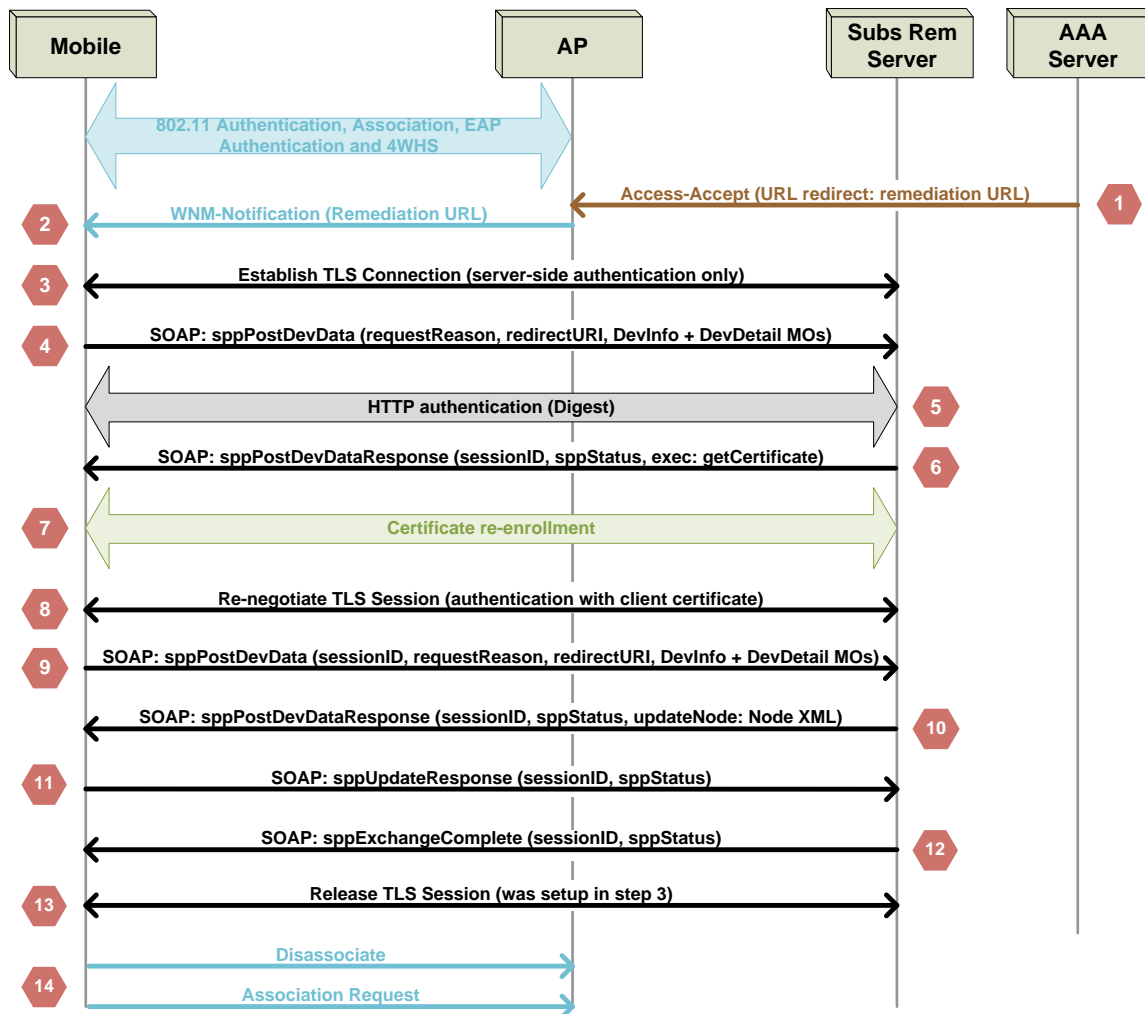 Mobile
AP
Subs Rem
Server
AAA
Server
802.11 Authentication, Association, EAP
Authentication and 4WHS
Access-Accept (URL redirect: remediation URL)
1
2
WNM-Notification (Remediation URL)
3
Establish TLS Connection (server-side authentication only)
4
SOAP: sppPostDevData (requestReason, redirectURI, DevInfo + DevDetail MOs)
HTTP authentication (Digest)
5
SOAP: sppPostDevDataResponse (sessionID, sppStatus, exec: getCertificate)
6
7
Certificate re-enrollment
8
Re-negotiate TLS Session (authentication with client certificate)
9
SOAP: sppPostDevData (sessionID, requestReason, redirectURI, DevInfo + DevDetail MOs)
SOAP: sppPostDevDataResponse (sessionID, sppStatus, updateNode: Node XML)
10
11
SOAP: sppUpdateResponse (sessionID, sppStatus)
SOAP: sppExchangeComplete (sessionID, sppStatus)
12
13
Release TLS Session (was setup in step 3)
Disassociate
14
Association Request